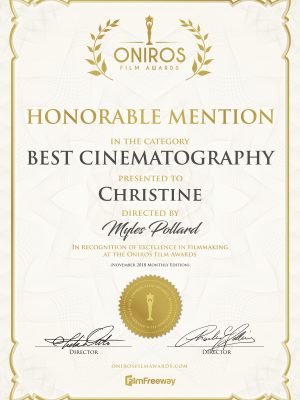 ONIROS
FILM AWARDS
HONORABLE MENTION
IN THE CATEGORY
BEST CINEMATOGRAPHY
PRESENTED TO
CHRISTINE
DIRECTED BY
Myles Pollard
IN RECOGNITION OF EXCELLENCE IN FILMMAKING
AT THE ONIROS FILM AWARDS
(NOVEMBER 2018 MONTHLY EDITION)
DIRECTOR DIRECTOR
ONIROSFILMAWARDS.COM
FilmFreeway